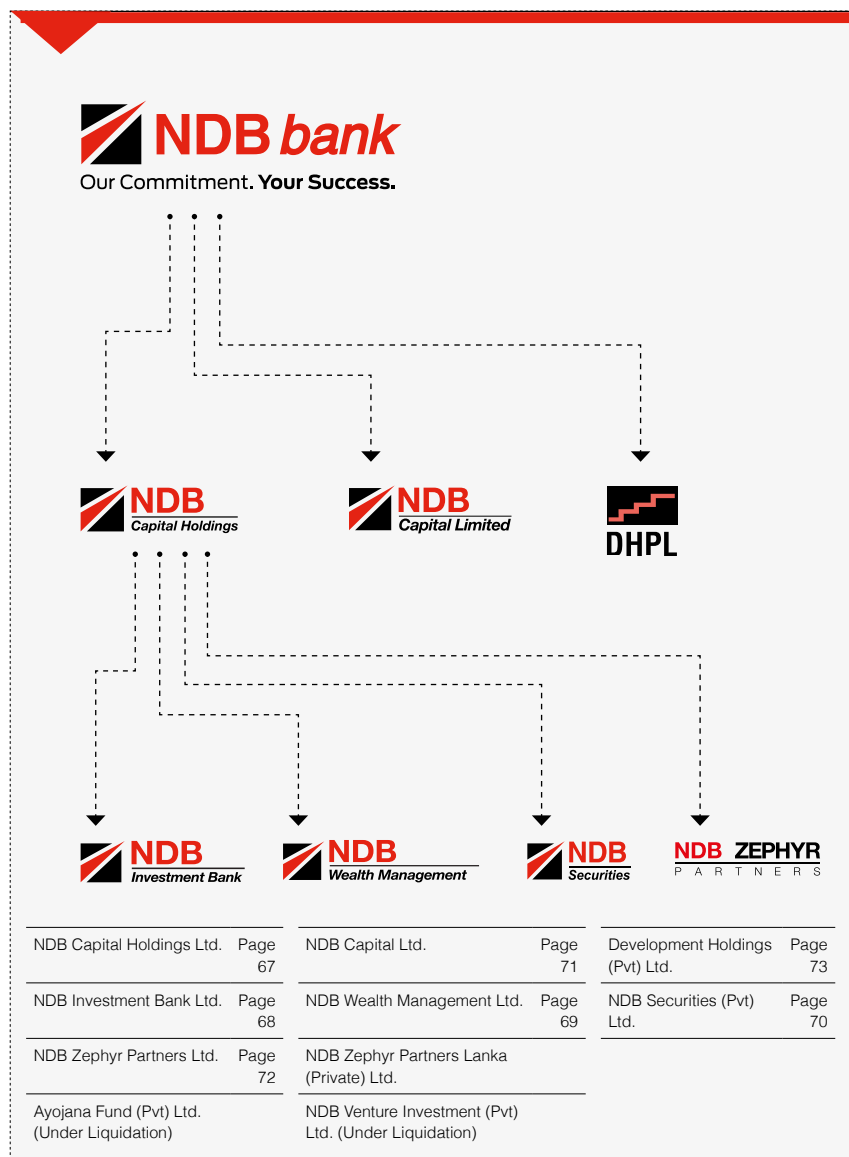 NDB bank
Our Commitment. Your Success.
NDB
Capital Holdings
NDB
Capital Limited
DHPL
NDB
Investment Bank
NDB
Wealth Management
NDB
Securities
NDB ZEPHYR
PARTNERS
NDB Capital Holdings Ltd. Page
67
NDB Capital Ltd. Page
71
Development Holdings Page
(Pvt) Ltd. 73
NDB Investment Bank Ltd. Page
68
NDB Wealth Management Ltd. Page
69
NDB Securities (Pvt) Page
Ltd. 70
NDB Zephyr Partners Ltd. Page
72
NDB Zephyr Partners Lanka
(Private) Ltd.
Ayojana Fund (Pvt) Ltd.
(Under Liquidation)
NDB Venture Investment (Pvt)
Ltd. (Under Liquidation)